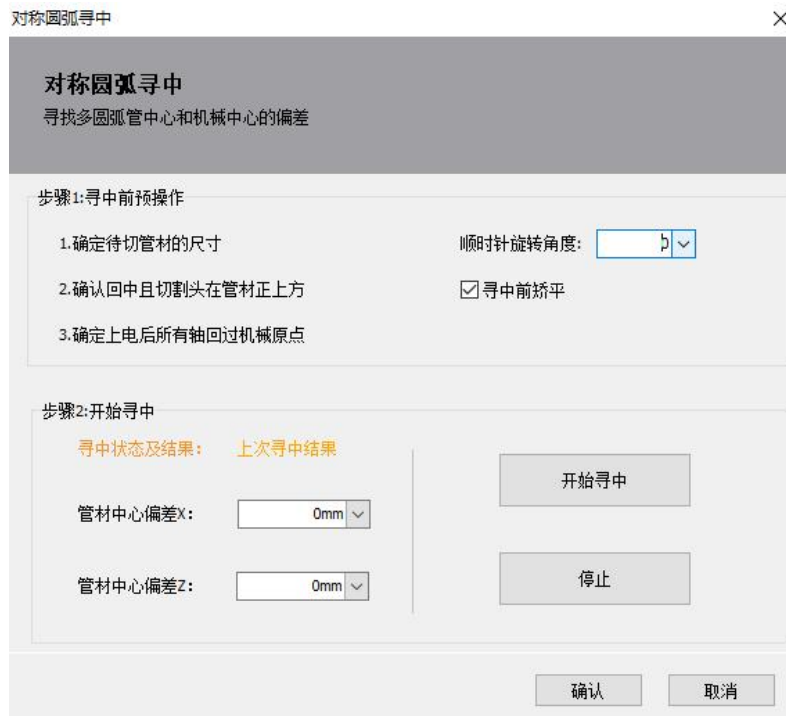 对称圆弧寻中
对称圆弧寻中
寻找多圆弧管中心和机械中心的偏差
步骤1:寻中前预操作
1.确定待切管材的尺寸
顺时针旋转角度:
2.确认回中且切割头在管材正上方
寻中前矫平
3.确定上电后所有轴回过机械原点
步骤2:开始寻中
寻中状态及结果: 上次寻中结果
开始寻中
管材中心偏差X: 0mm
停止
管材中心偏差Z: 0mm
确认 取消